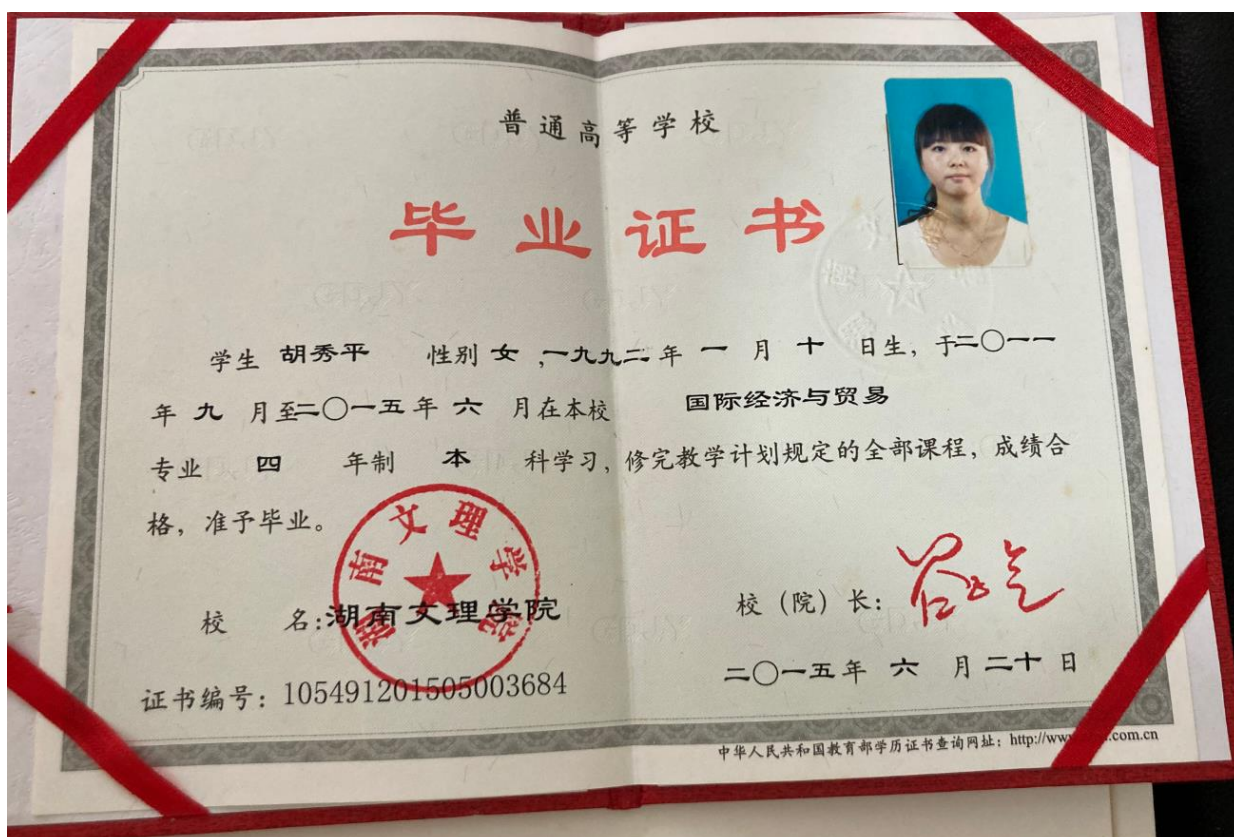 普通高等学校
毕业证书
学生 胡秀平 性别 女 ,一九九二年 一 月 十 日生, 于二〇一一
年 九 月至二〇一五年 六 月在本校 国际经济与贸易
专业 四 年制 本 科学习, 修完教学计划规定的全部课程, 成绩合
格, 准予毕业。
湖南文理学院
校 名:湖南文理学院
校(院)长:
二〇一五年 六 月二十日
证书编号: 105491201505003684
中华人民共和国教育部学历证书查询网址: http://www. .com.cn